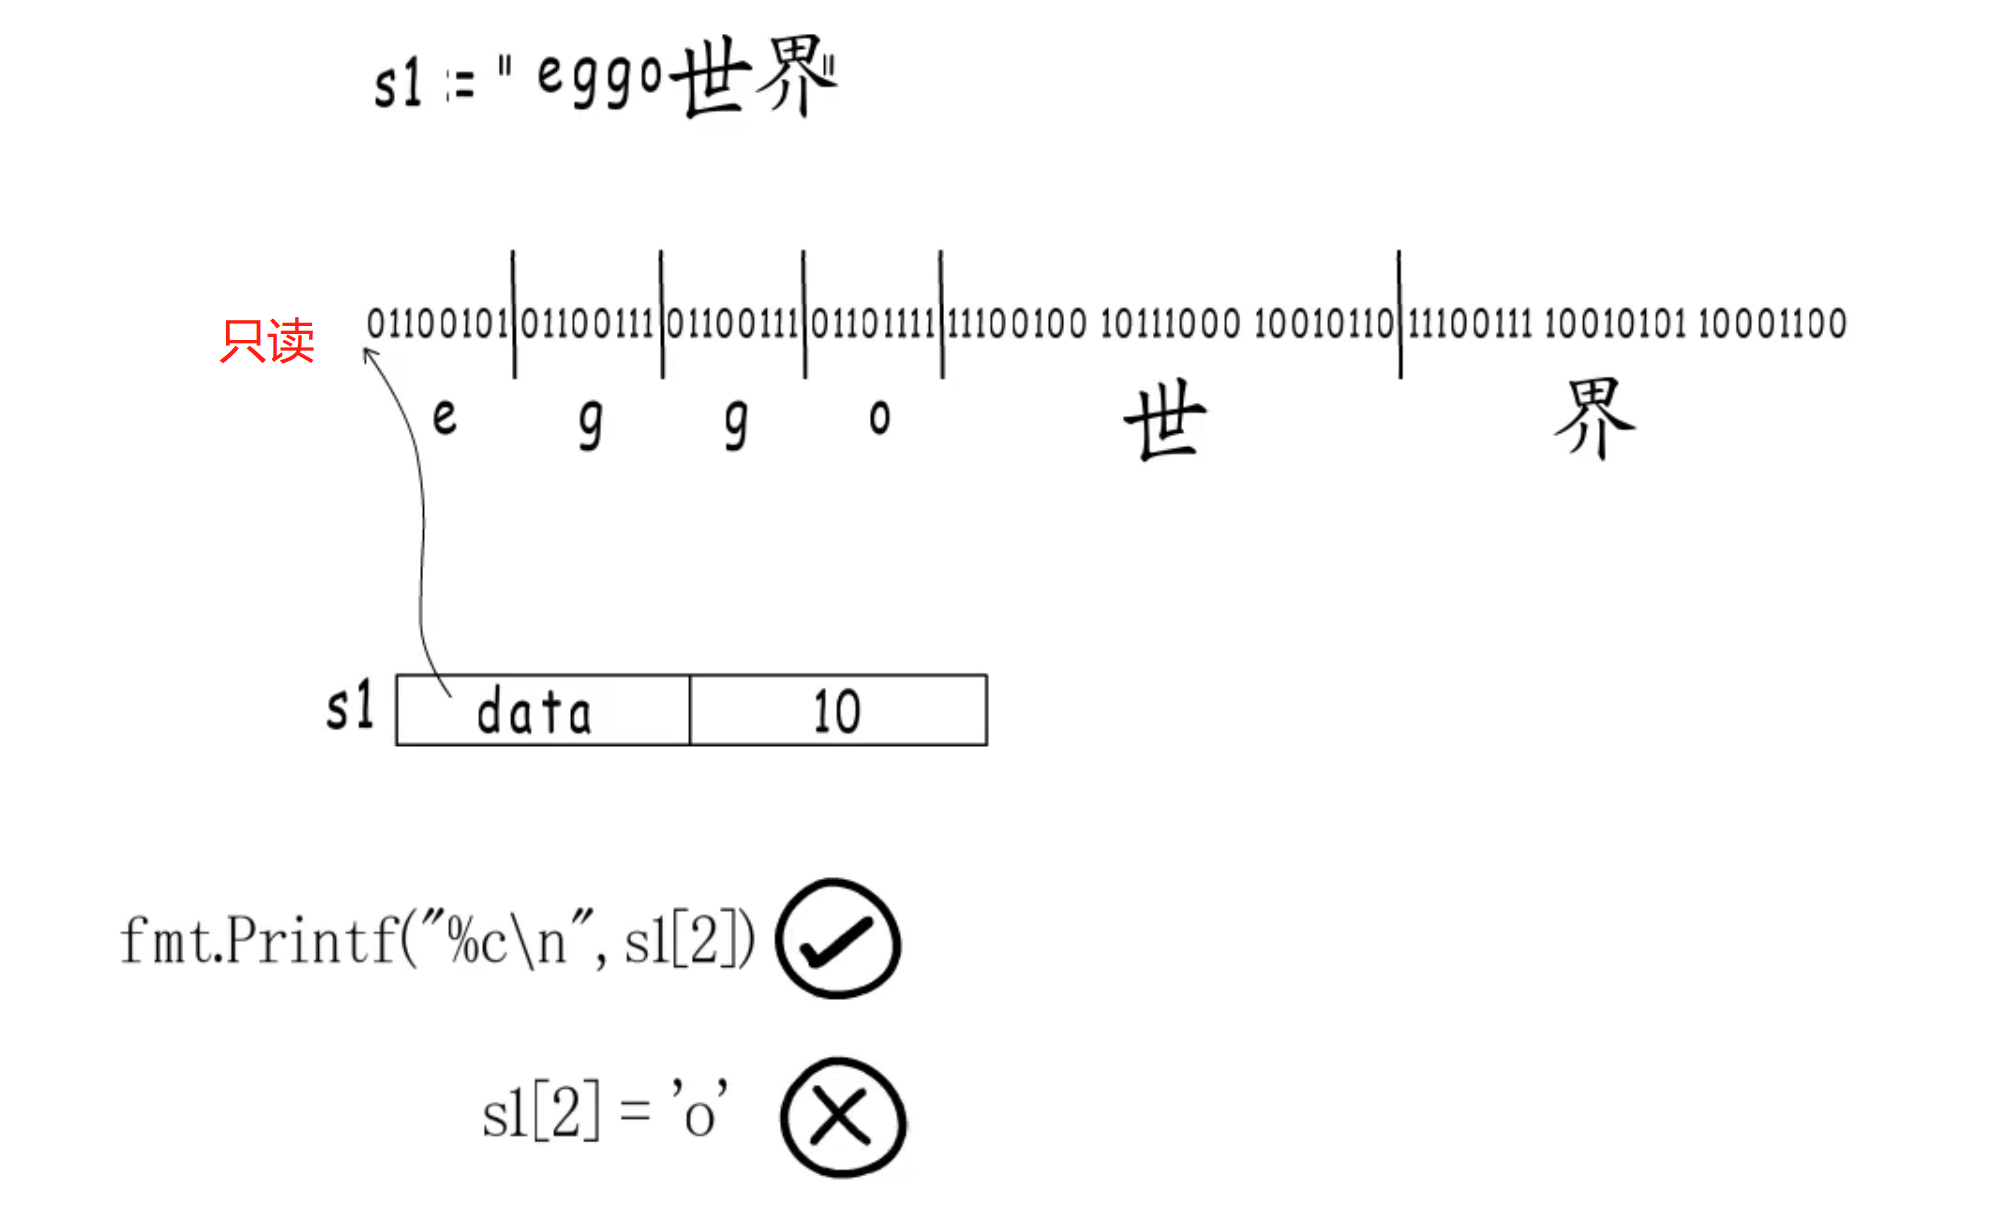 s1 := " eggo世界"
只读 01100101 01100111 01100111 01101111 11100100 10111000 10010110 11100111 10010101 10001100
e g g o 世 界
s1 data 10
fmt.Printf("%c\n", s1[2])
s1[2] = 'o'